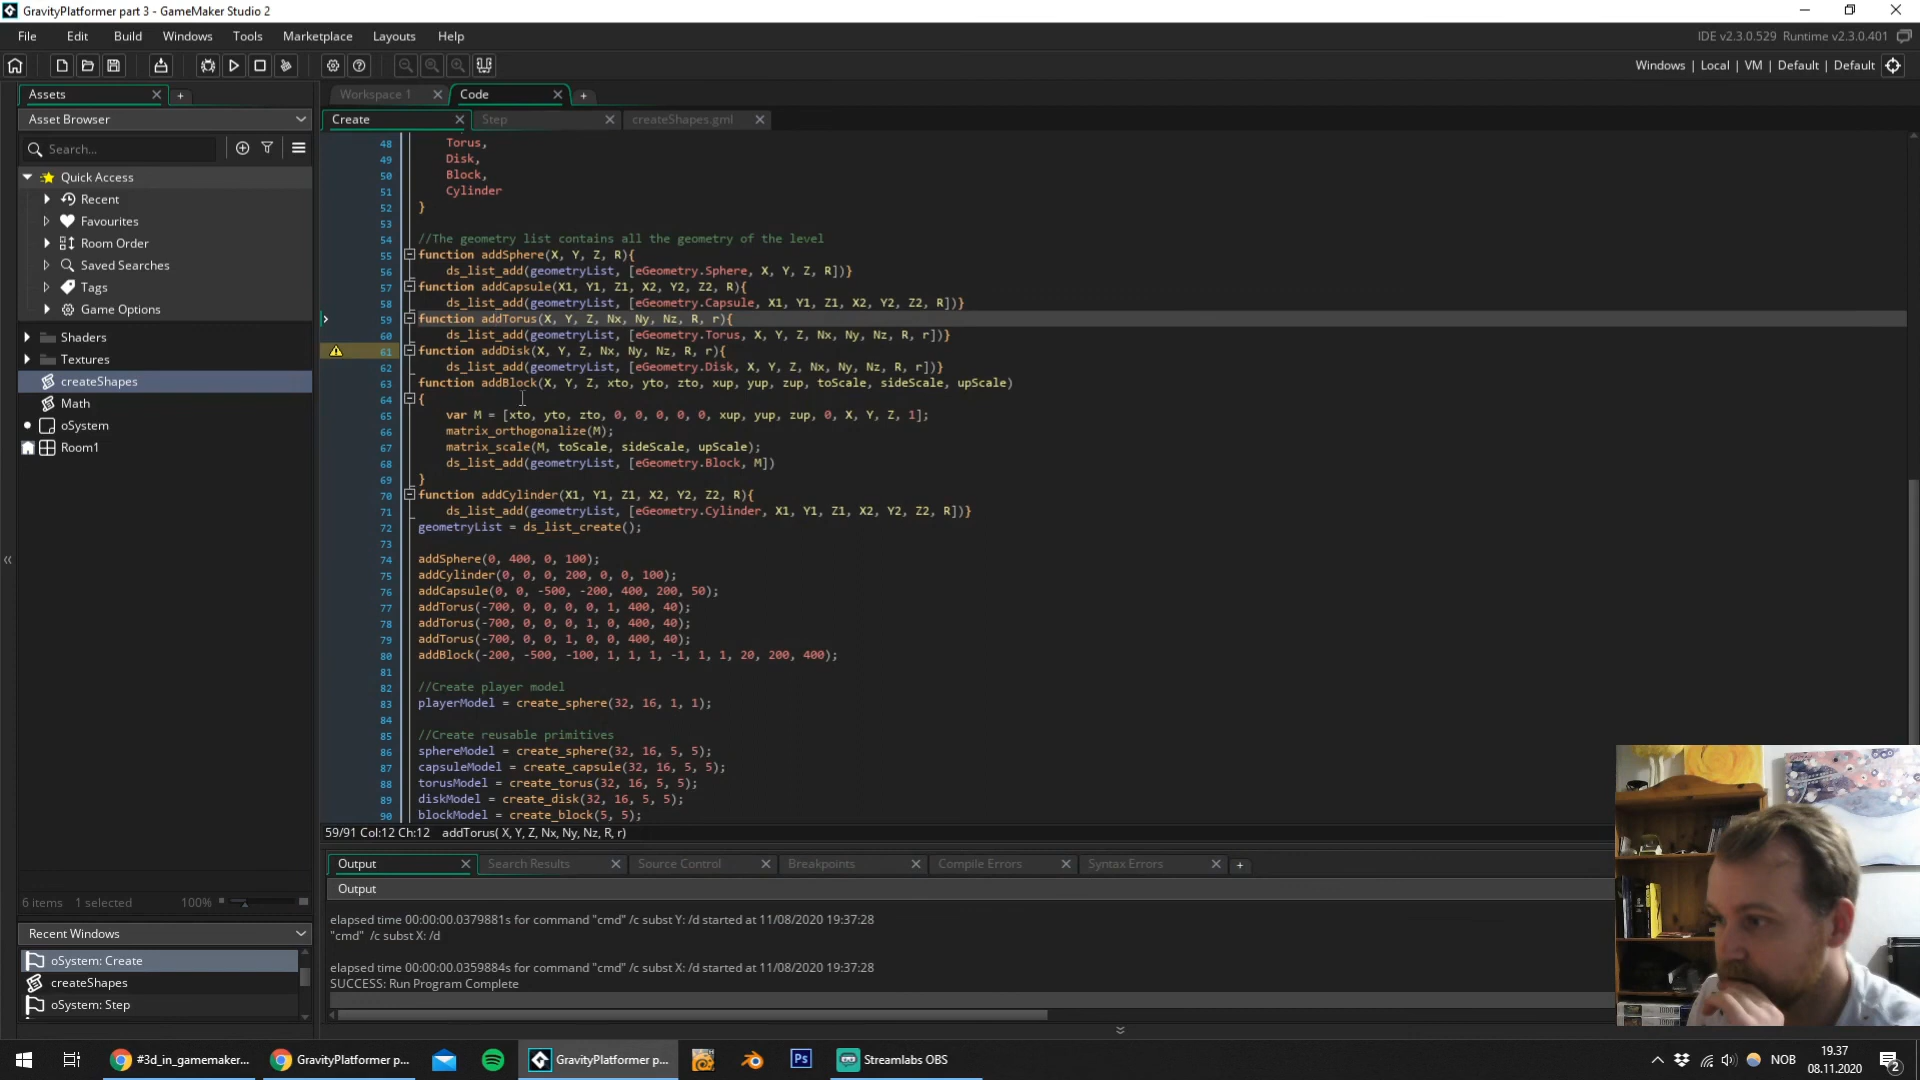 GravityPlatformer part 3 - GameMaker Studio 2
File Edit Build Windows Tools Marketplace Layouts Help
IDE v2.3.0.529 Runtime v2.3.0.401
Windows | Local | VM | Default | Default
Assets
Workspace 1
Code
Asset Browser
Create
Step
createShapes.gml
Search...
Quick Access
Recent
Favourites
Room Order
Saved Searches
Tags
Game Options
Shaders
Textures
createShapes
Math
oSystem
Room1
48 Torus,
49 Disk,
50 Block,
51 Cylinder
52 }
53
54 //The geometry list contains all the geometry of the level
55 function addSphere(X, Y, Z, R){
56 ds_list_add(geometryList, [eGeometry.Sphere, X, Y, Z, R])}
57 function addCapsule(X1, Y1, Z1, X2, Y2, Z2, R){
58 ds_list_add(geometryList, [eGeometry.Capsule, X1, Y1, Z1, X2, Y2, Z2, R])}
59 function addTorus(X, Y, Z, Nx, Ny, Nz, R, r){
60 ds_list_add(geometryList, [eGeometry.Torus, X, Y, Z, Nx, Ny, Nz, R, r])}
61 function addDisk(X, Y, Z, Nx, Ny, Nz, R, r){
62 ds_list_add(geometryList, [eGeometry.Disk, X, Y, Z, Nx, Ny, Nz, R, r])}
63 function addBlock(X, Y, Z, xto, yto, zto, xup, yup, zup, toScale, sideScale, upScale)
64 {
65 var M = [xto, yto, zto, 0, 0, 0, 0, 0, xup, yup, zup, 0, X, Y, Z, 1];
66 matrix_orthogonalize(M);
67 matrix_scale(M, toScale, sideScale, upScale);
68 ds_list_add(geometryList, [eGeometry.Block, M])
69 }
70 function addCylinder(X1, Y1, Z1, X2, Y2, Z2, R){
71 ds_list_add(geometryList, [eGeometry.Cylinder, X1, Y1, Z1, X2, Y2, Z2, R])}
72 geometryList = ds_list_create();
73
74 addSphere(0, 400, 0, 100);
75 addCylinder(0, 0, 0, 200, 0, 0, 100);
76 addCapsule(0, 0, -500, -200, 400, 200, 50);
77 addTorus(-700, 0, 0, 0, 0, 1, 400, 40);
78 addTorus(-700, 0, 0, 0, 1, 0, 400, 40);
79 addTorus(-700, 0, 0, 1, 0, 0, 400, 40);
80 addBlock(-200, -500, -100, 1, 1, 1, -1, 1, 1, 20, 200, 400);
81
82 //Create player model
83 playerModel = create_sphere(32, 16, 1, 1);
84
85 //Create reusable primitives
86 sphereModel = create_sphere(32, 16, 5, 5);
87 capsuleModel = create_capsule(32, 16, 5, 5);
88 torusModel = create_torus(32, 16, 5, 5);
89 diskModel = create_disk(32, 16, 5, 5);
90 blockModel = create_block(5, 5);
59/91 Col:12 Ch:12 addTorus( X, Y, Z, Nx, Ny, Nz, R, r)
Output
Search Results
Source Control
Breakpoints
Compile Errors
Syntax Errors
Output
elapsed time 00:00:00.0379881s for command "cmd" /c subst Y: /d started at 11/08/2020 19:37:28
"cmd" /c subst X: /d
elapsed time 00:00:00.0359884s for command "cmd" /c subst X: /d started at 11/08/2020 19:37:28
SUCCESS: Run Program Complete
6 items 1 selected 100%
Recent Windows
oSystem: Create
createShapes
oSystem: Step
#3d_in_gamemaker...
GravityPlatformer p...
GravityPlatformer p...
Ps
Streamlabs OBS
NOB
19.37
08.11.2020
2